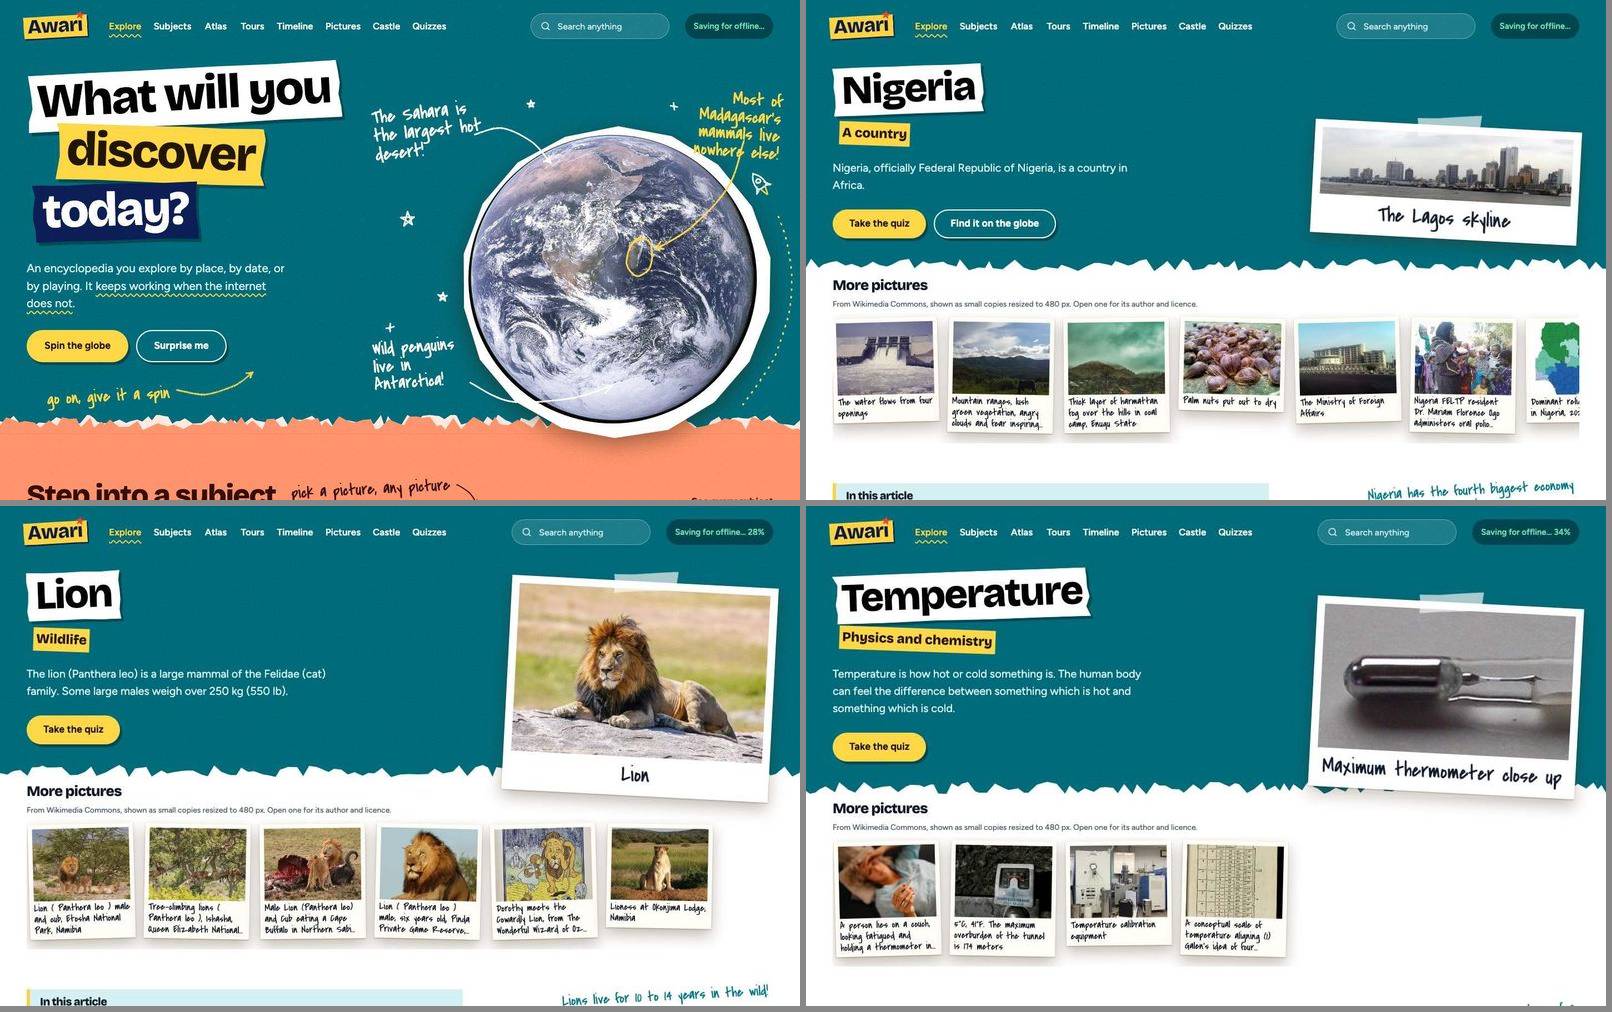 Awari
Explore Subjects Atlas Tours Timeline Pictures Castle Quizzes
Search anything
Saving for offline...
What will you
discover
today?
An encyclopedia you explore by place, by date, or
by playing. It keeps working when the internet
does not.
Spin the globe
Surprise me
go on, give it a spin
The Sahara is
the largest hot
desert!
Most of
Madagascar's
mammals live
nowhere else!
Wild penguins
live in
Antarctica!
Step into a subject
pick a picture, any picture
Awari
Explore Subjects Atlas Tours Timeline Pictures Castle Quizzes
Search anything
Saving for offline...
Nigeria
A country
Nigeria, officially Federal Republic of Nigeria, is a country in
Africa.
Take the quiz
Find it on the globe
The Lagos skyline
More pictures
From Wikimedia Commons, shown as small copies resized to 480 px. Open one for its author and licence.
The water flows from four
openings
Mountain ranges, lush
green vegetation, angry
clouds and fear inspiring...
Thick layer of harmattan
fog over the hills in coal
camp, Enugu State
Palm nuts put out to dry
The Ministry of Foreign
Affairs
Nigeria FELTP resident
Dr. Mariam Florence Ogo
administers oral polio...
Dominant
in Nigeria,
In this article
Nigeria has the fourth biggest economy
Awari
Explore Subjects Atlas Tours Timeline Pictures Castle Quizzes
Search anything
Saving for offline... 28%
Lion
Wildlife
The lion (Panthera leo) is a large mammal of the Felidae (cat)
family. Some large males weigh over 250 kg (550 lb).
Take the quiz
Lion
More pictures
From Wikimedia Commons, shown as small copies resized to 480 px. Open one for its author and licence.
Lion ( Panthera leo ) male
and cub, Etosha National
Park, Namibia
Tree-climbing lions (
Panthera leo ), Ishasha,
Queen Elizabeth National...
Male Lion (Panthera leo)
and Cub eating a Cape
Buffalo in Northern Sab...
Lion ( Panthera leo )
male, six years old, Pinda
Private Game Reserve,...
Dorothy meets the
Cowardly Lion, from The
Wonderful Wizard of Oz...
Lioness at Okonjima Lodge,
Namibia
In this article
Lions live for 10 to 14 years in the wild!
Awari
Explore Subjects Atlas Tours Timeline Pictures Castle Quizzes
Search anything
Saving for offline... 34%
Temperature
Physics and chemistry
Temperature is how hot or cold something is. The human body
can feel the difference between something which is hot and
something which is cold.
Take the quiz
Maximum thermometer close up
More pictures
From Wikimedia Commons, shown as small copies resized to 480 px. Open one for its author and licence.
A person lies on a couch,
looking fatigued and
holding a thermometer in...
5°C, 41°F. The maximum
overburden of the tunnel
is 174 meters
Temperature calibration
equipment
A conceptual scale of
temperature aligning (1)
Galen's idea of four...